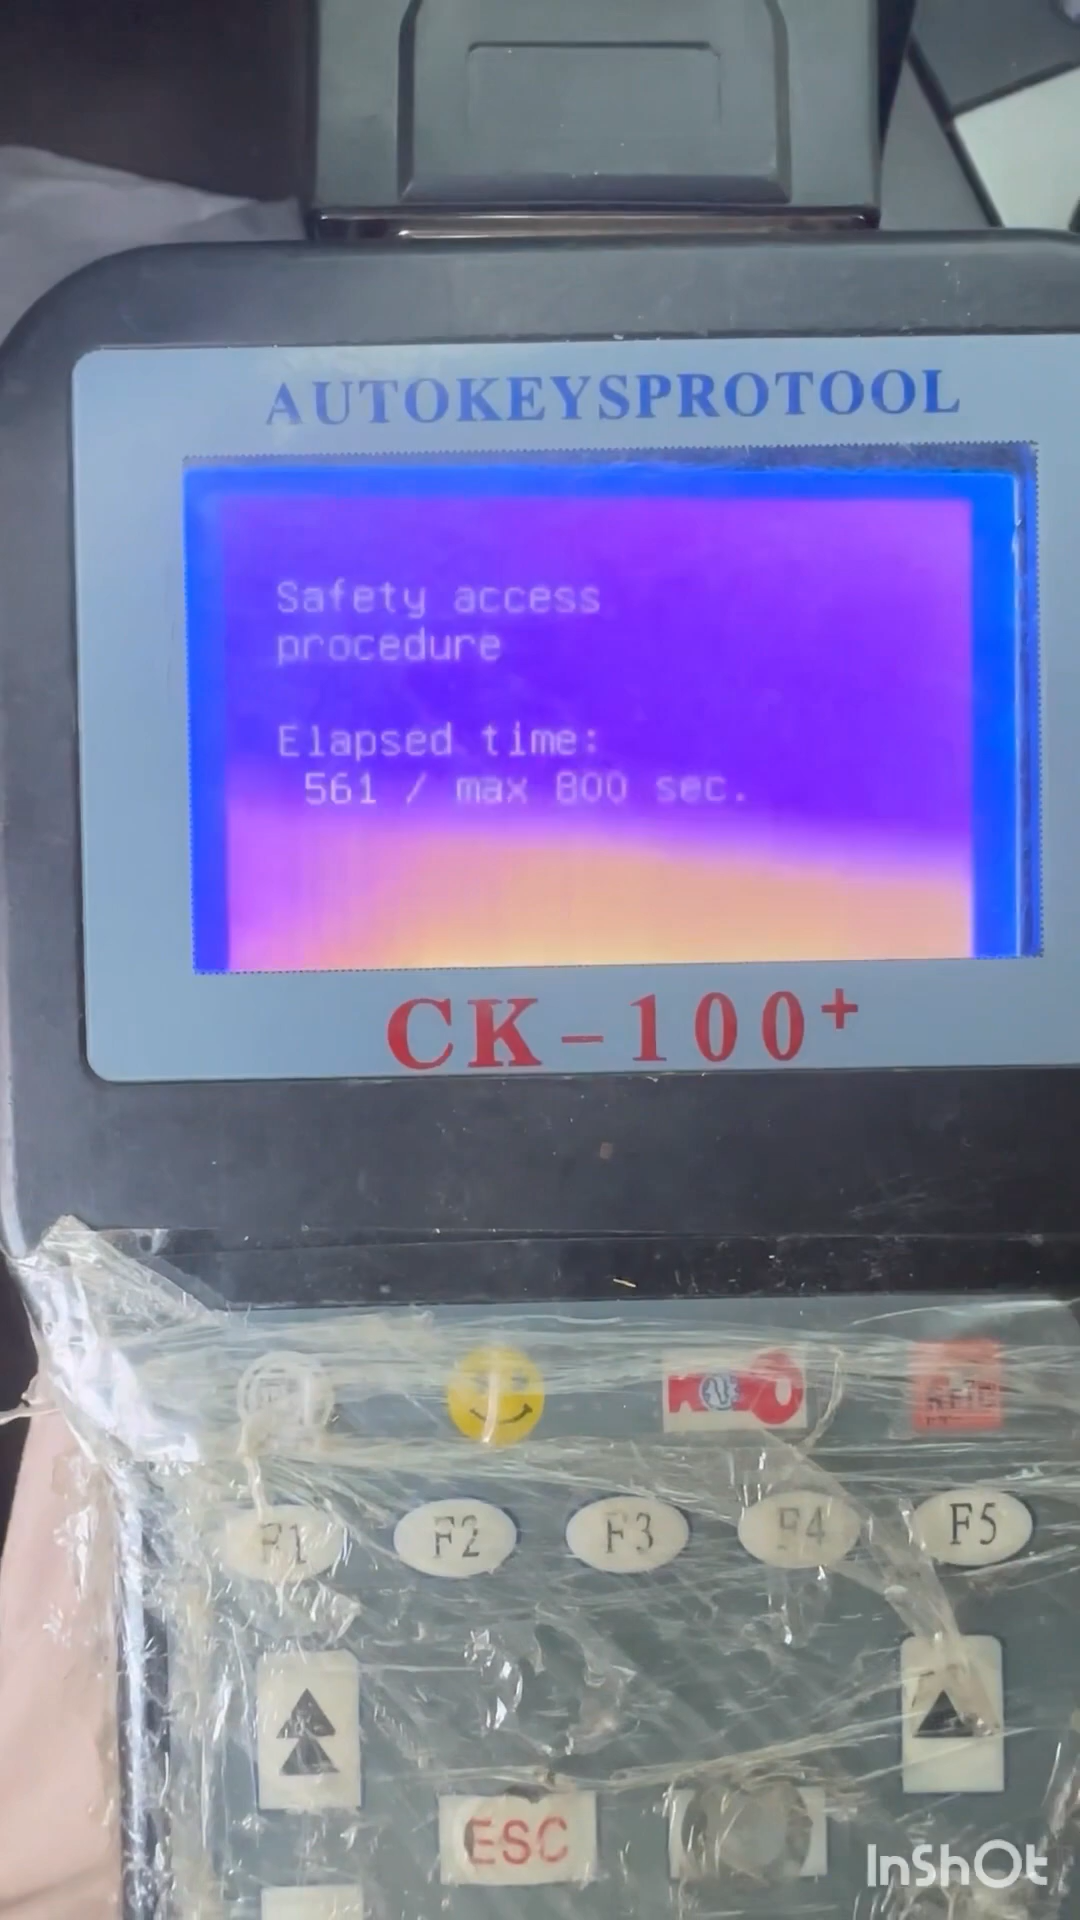 AUTOKEYSPROTOOL
Safety access
procedure
Elapsed time:
561 / max 800 sec.
CK-100+
F1 F2 F3 F4 F5
ESC
InShOt